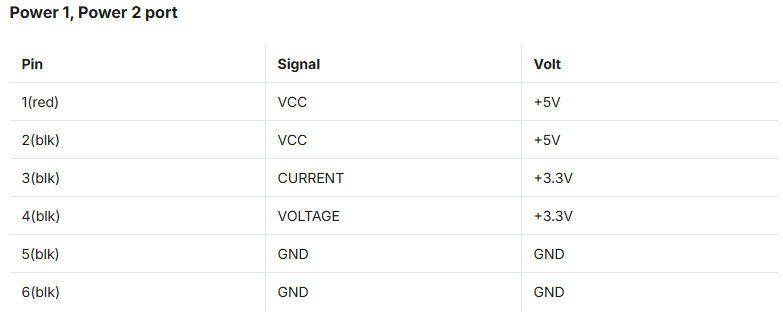 Power 1, Power 2 port
Pin Signal Volt
1(red) VCC +5V
2(blk) VCC +5V
3(blk) CURRENT +3.3V
4(blk) VOLTAGE +3.3V
5(blk) GND GND
6(blk) GND GND